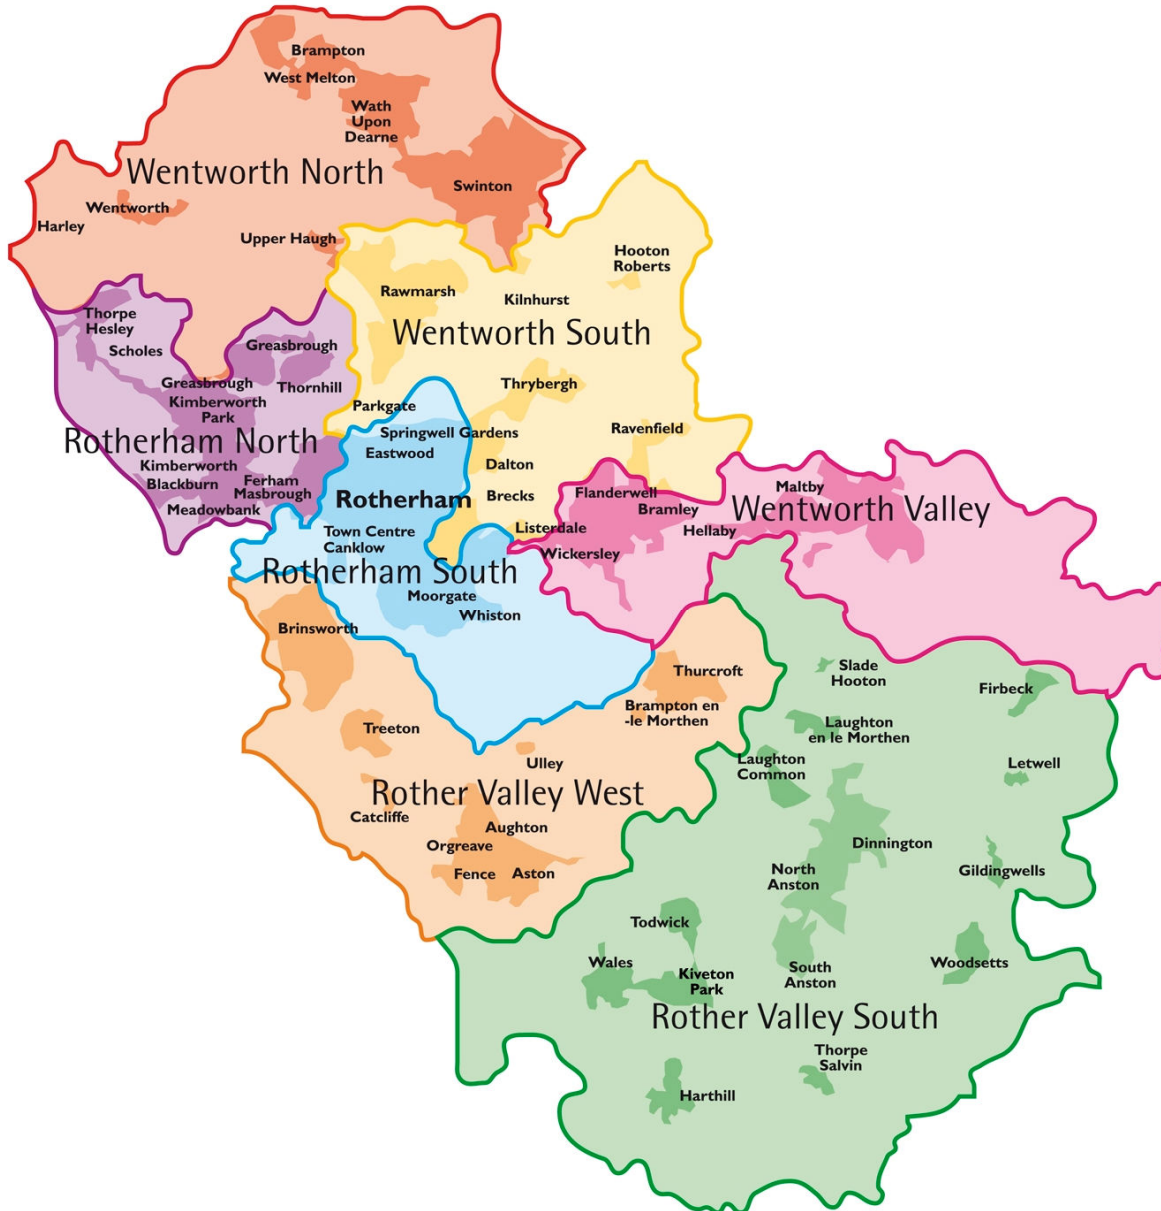 Brampton
West Melton
Wath
Upon
Dearne
Wentworth North
Swinton
Wentworth
Harley
Upper Haugh
Hooton
Roberts
Rawmarsh
Kilnhurst
Wentworth South
Thorpe
Hesley
Scholes
Greasbrough
Greasbrough
Thornhill
Kimberworth
Park
Rotherham North
Kimberworth
Blackburn
Ferham
Masbrough
Meadowbank
Thrybergh
Parkgate
Ravenfield
Springwell Gardens
Eastwood
Dalton
Rotherham
Brecks
Town Centre
Canklow
Rotherham South
Moorgate
Whiston
Flanderwell
Bramley
Listerdale
Wickersley
Hellaby
Maltby
Wentworth Valley
Brinsworth
Treeton
Thurcroft
Brampton en
-le Morthen
Ulley
Rother Valley West
Catcliffe
Aughton
Orgreave
Fence
Aston
Slade
Hooton
Firbeck
Laughton
en le Morthen
Laughton
Common
Letwell
Dinnington
North
Anston
Gildingwells
Todwick
Wales
Kiveton
Park
South
Anston
Woodsetts
Rother Valley South
Thorpe
Salvin
Harthill